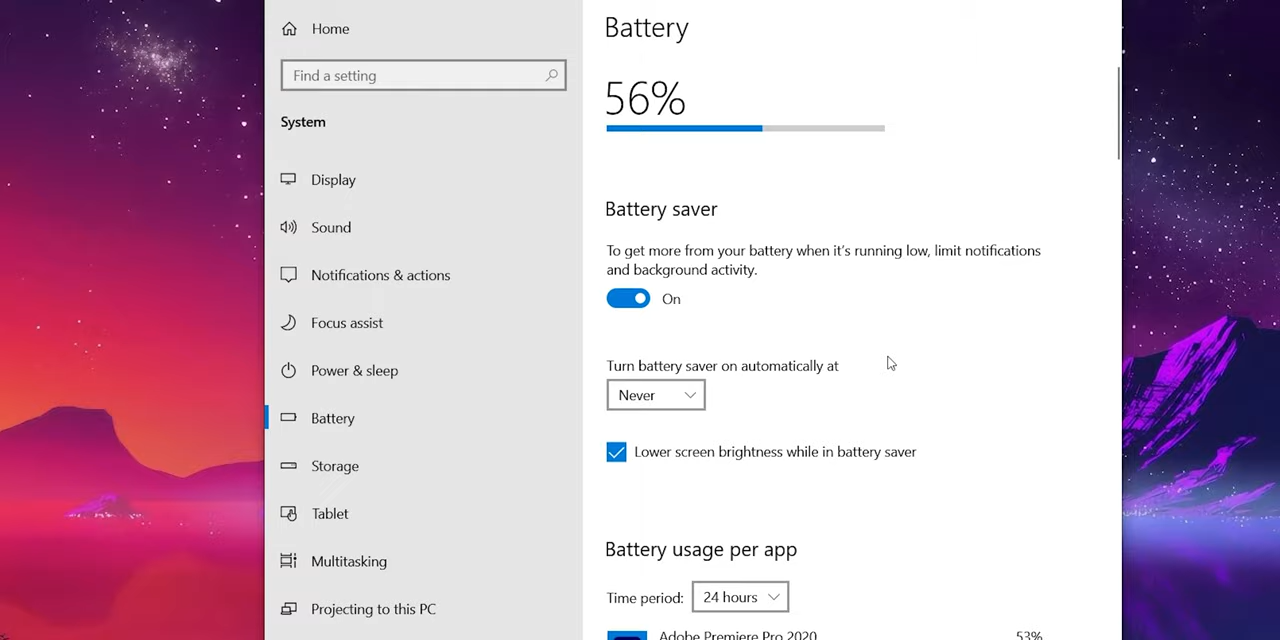 Home
Find a setting
System
Display
Sound
Notifications & actions
Focus assist
Power & sleep
Battery
Storage
Tablet
Multitasking
Projecting to this PC
Battery
56%
Battery saver
To get more from your battery when it's running low, limit notifications
and background activity.
On
Turn battery saver on automatically at
Never
Lower screen brightness while in battery saver
Battery usage per app
Time period: 24 hours
Adobe Premiere Pro 2020 53%